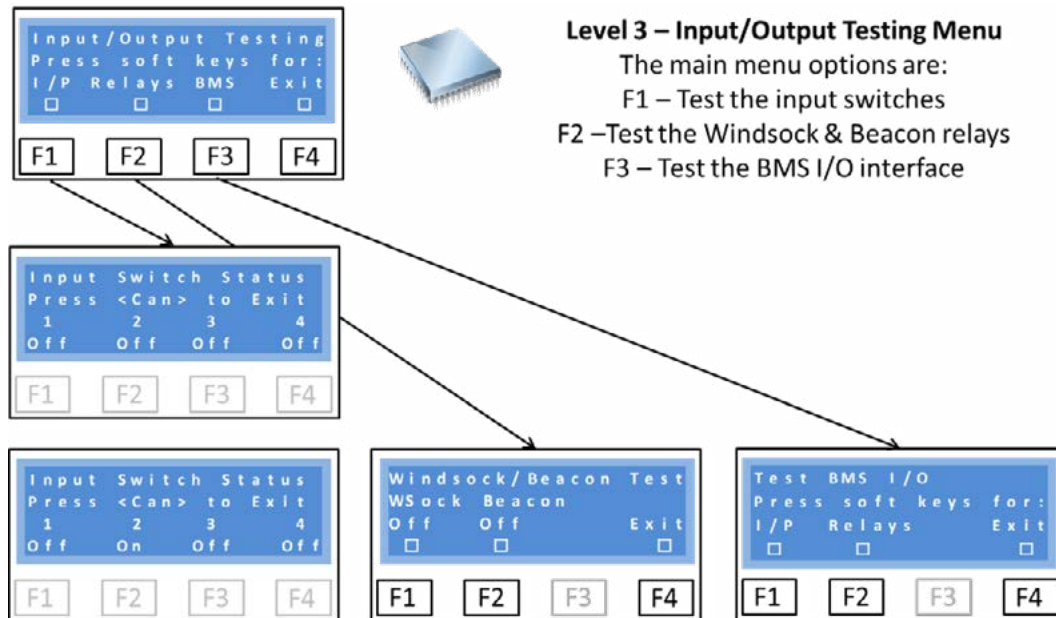 Input/Output Testing
Press soft keys for:
I/P Relays BMS Exit
F1 F2 F3 F4
Level 3 – Input/Output Testing Menu
The main menu options are:
F1 – Test the input switches
F2 –Test the Windsock & Beacon relays
F3 – Test the BMS I/O interface
Input Switch Status
Press <Can> to Exit
1 2 3 4
Off Off Off Off
F1 F2 F3 F4
Input Switch Status
Press <Can> to Exit
1 2 3 4
Off On Off Off
F1 F2 F3 F4
Windsock/Beacon Test
WSock Beacon
Off Off Exit
F1 F2 F3 F4
Test BMS I/O
Press soft keys for:
I/P Relays Exit
F1 F2 F3 F4